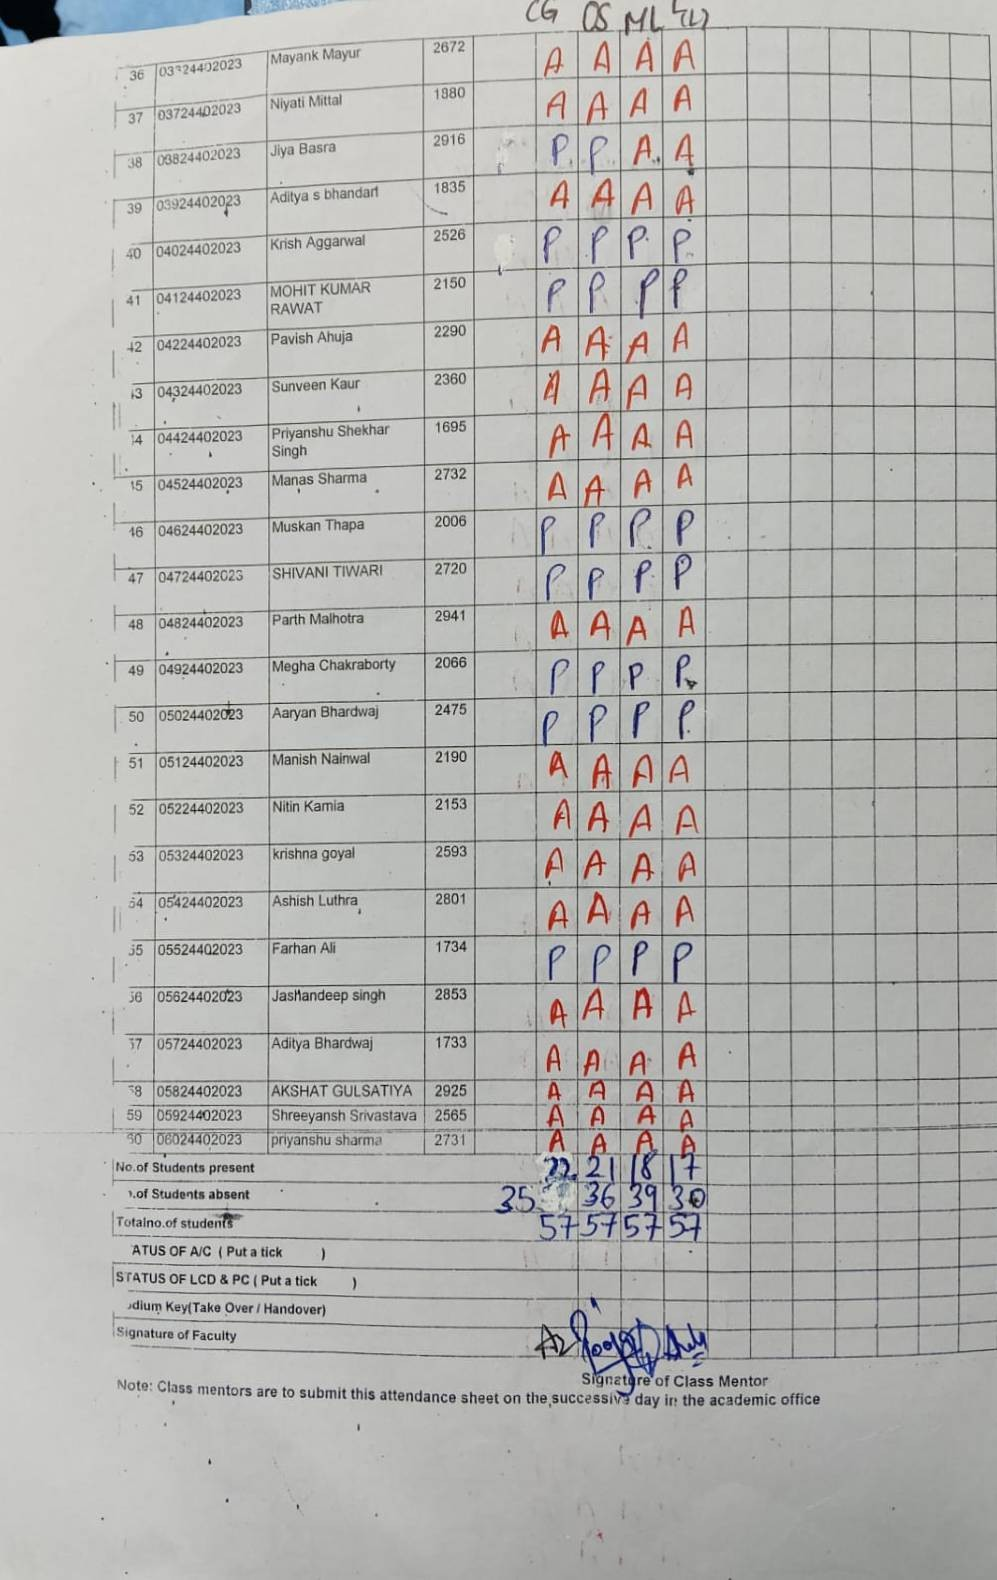 CG OS ML
36 03324402023 Mayank Mayur 2672 A A A A
37 03724402023 Niyati Mittal 1880 A A A A
38 03824402023 Jiya Basra 2916 P P A A
39 03924402023 Aditya s bhandari 1835 A A A A
40 04024402023 Krish Aggarwal 2526 P P P P
41 04124402023 MOHIT KUMAR RAWAT 2150 P P P P
42 04224402023 Pavish Ahuja 2290 A A A A
43 04324402023 Sunveen Kaur 2360 A A A A
44 04424402023 Priyanshu Shekhar Singh 1695 A A A A
45 04524402023 Manas Sharma 2732 A A A A
46 04624402023 Muskan Thapa 2006 P P P P
47 04724402023 SHIVANI TIWARI 2720 P P P P
48 04824402023 Parth Malhotra 2941 A A A A
49 04924402023 Megha Chakraborty 2066 P P P P
50 05024402023 Aaryan Bhardwaj 2475 P P P P
51 05124402023 Manish Nainwal 2190 A A A A
52 05224402023 Nitin Kamia 2153 A A A A
53 05324402023 krishna goyal 2593 A A A A
54 05424402023 Ashish Luthra 2801 A A A A
55 05524402023 Farhan Ali 1734 P P P P
56 05624402023 Jashandeep singh 2853 A A A A
57 05724402023 Aditya Bhardwaj 1733 A A A A
58 05824402023 AKSHAT GULSATIYA 2925 A A A A
59 05924402023 Shreeyansh Srivastava 2565 A A A A
60 06024402023 priyanshu sharma 2731 A A A A
No.of Students present 22 21 18 17
.of Students absent 35 36 39 30
Totalno.of students 57 57 57 57
ATUS OF A/C ( Put a tick )
STATUS OF LCD & PC ( Put a tick )
dium Key(Take Over / Handover)
Signature of Faculty
Signature of Class Mentor
Note: Class mentors are to submit this attendance sheet on the successive day in the academic office